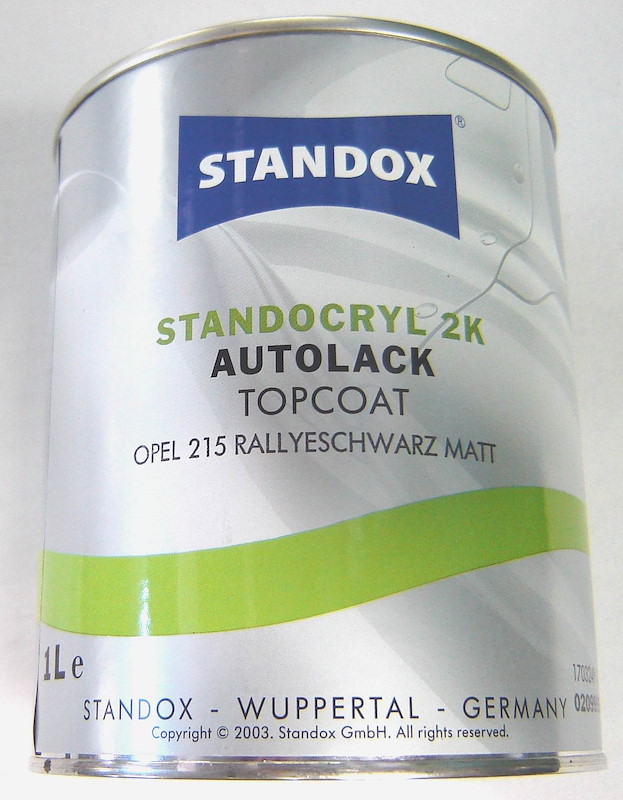 STANDOX®
STANDOCRYL 2K
AUTOLACK
TOPCOAT
OPEL 215 RALLYESCHWARZ MATT
1L e
STANDOX - WUPPERTAL - GERMANY
Copyright © 2003. Standox GmbH. All rights reserved.